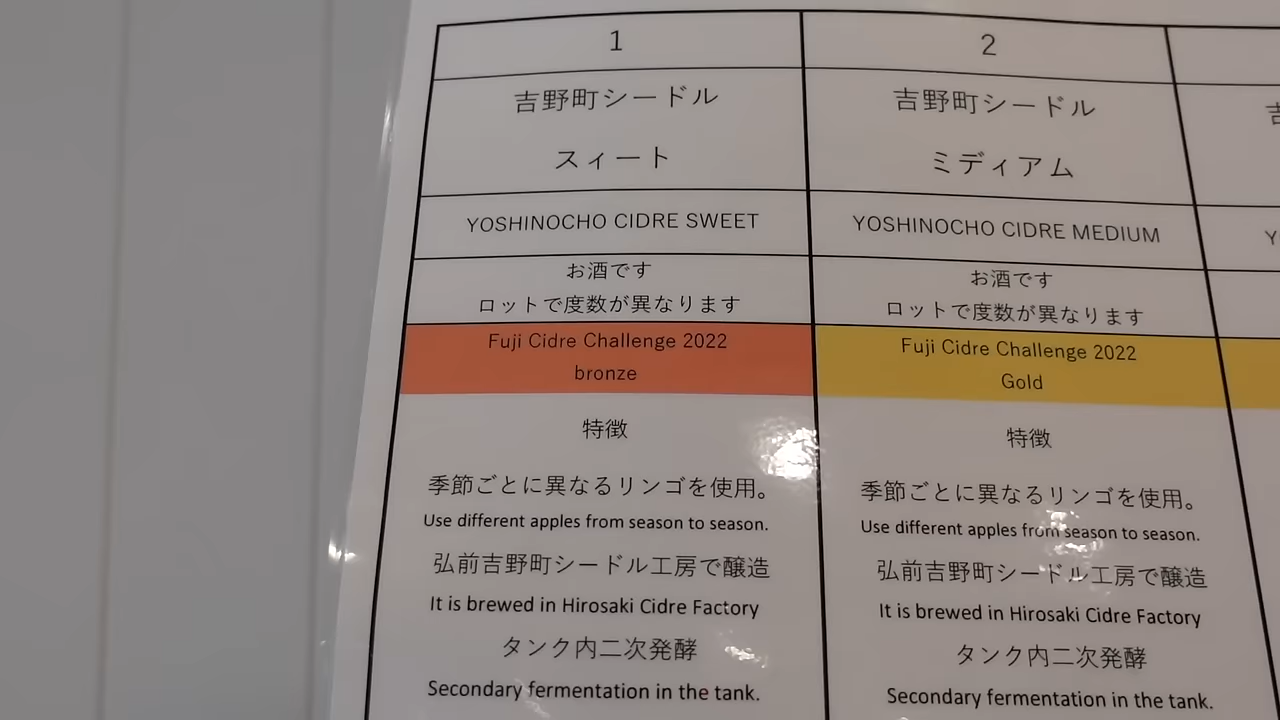 1
吉野町シードル
スィート
YOSHINOCHO CIDRE SWEET
お酒です
ロットで度数が異なります
Fuji Cidre Challenge 2022
bronze
特徴
季節ごとに異なるリンゴを使用。
Use different apples from season to season.
弘前吉野町シードル工房で醸造
It is brewed in Hirosaki Cidre Factory
タンク内二次発酵
Secondary fermentation in the tank.
2
吉野町シードル
ミディアム
YOSHINOCHO CIDRE MEDIUM
お酒です
ロットで度数が異なります
Fuji Cidre Challenge 2022
Gold
特徴
季節ごとに異なるリンゴを使用。
Use different apples from season to season.
弘前吉野町シードル工房で醸造
It is brewed in Hirosaki Cidre Factory
タンク内二次発酵
Secondary fermentation in the tank.